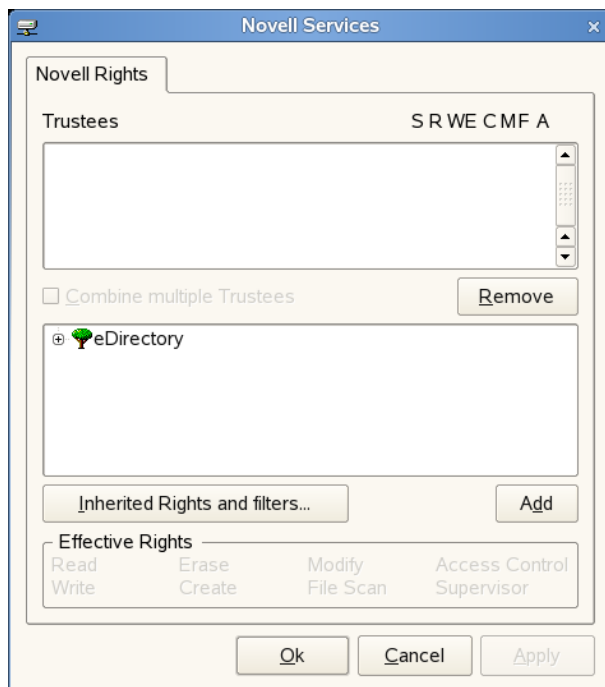 Novell Services
Novell Rights
Trustees S R W E C M F A
Combine multiple Trustees
Remove
eDirectory
Inherited Rights and filters...
Add
Effective Rights
Read Erase Modify Access Control
Write Create File Scan Supervisor
Ok Cancel Apply